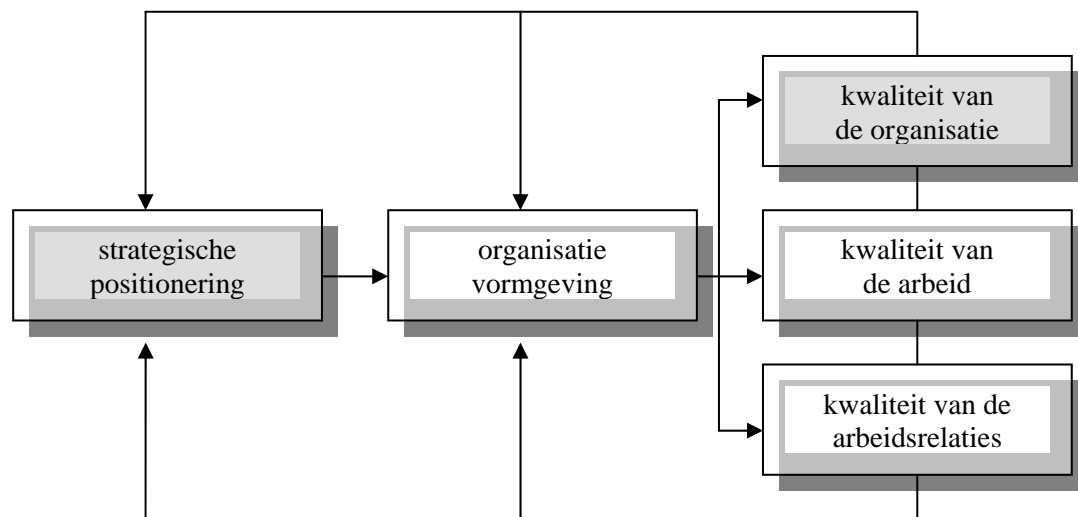 kwaliteit van
de organisatie
strategische
positionering
organisatie
vormgeving
kwaliteit van
de arbeid
kwaliteit van de
arbeidsrelaties